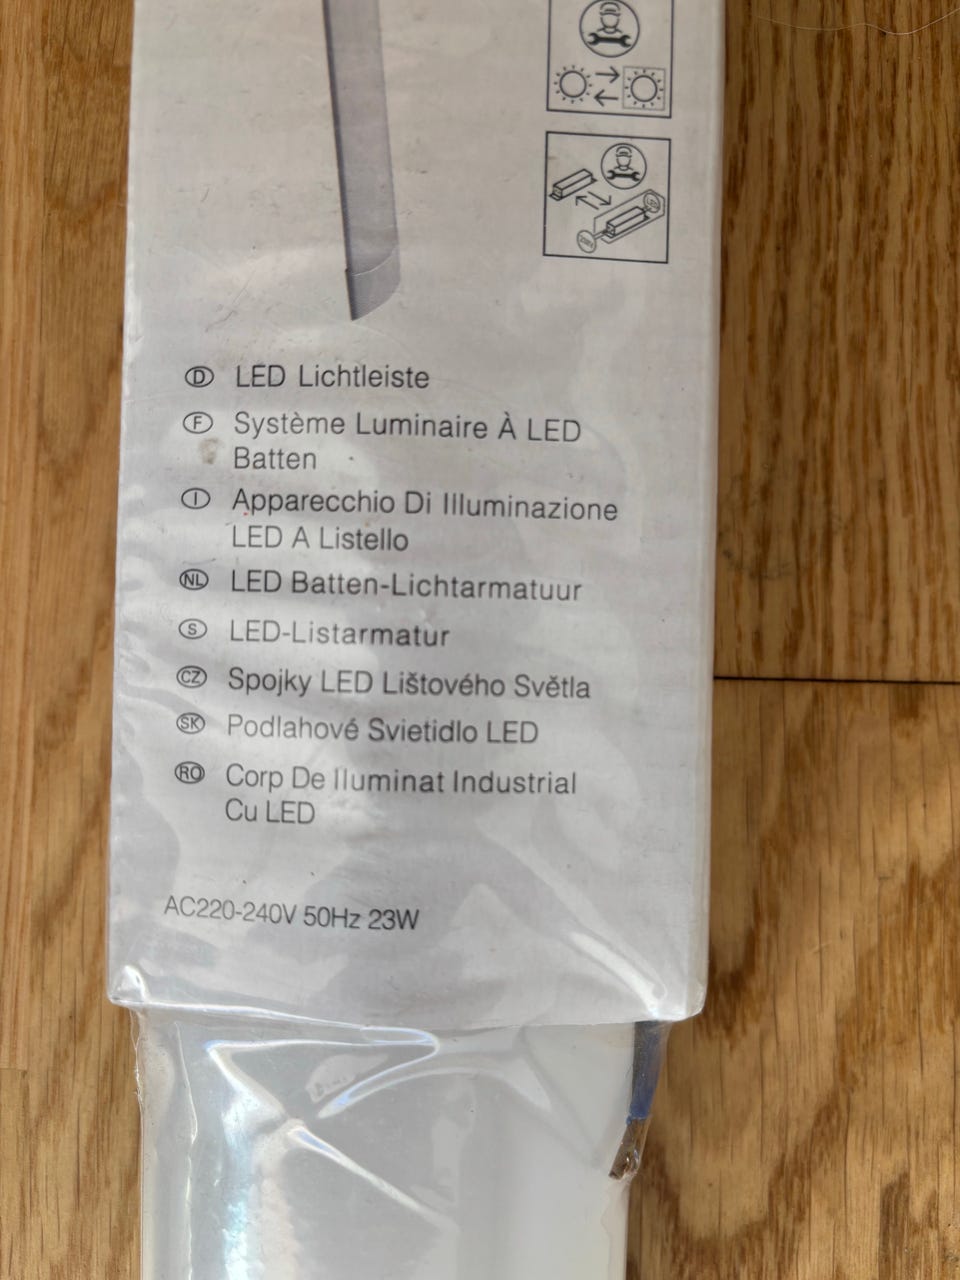 D LED Lichtleiste
F Système Luminaire À LED
Batten
I Apparecchio Di Illuminazione
LED A Listello
NL LED Batten-Lichtarmatuur
S LED-Listarmatur
CZ Spojky LED Lištového Světla
SK Podlahové Svietidlo LED
RO Corp De Iluminat Industrial
Cu LED
AC220-240V 50Hz 23W